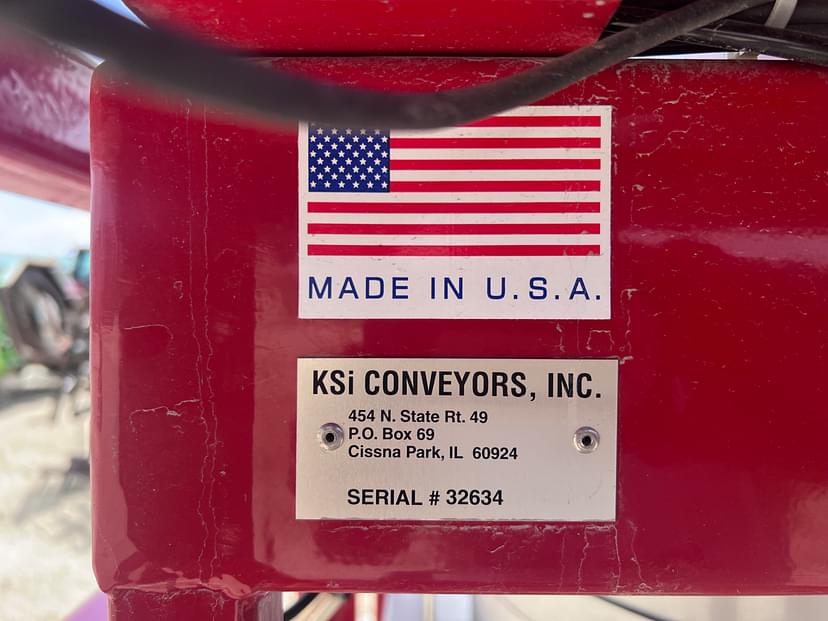 MADE IN U.S.A.
KSi CONVEYORS, INC.
454 N. State Rt. 49
P.O. Box 69
Cissna Park, IL 60924
SERIAL # 32634